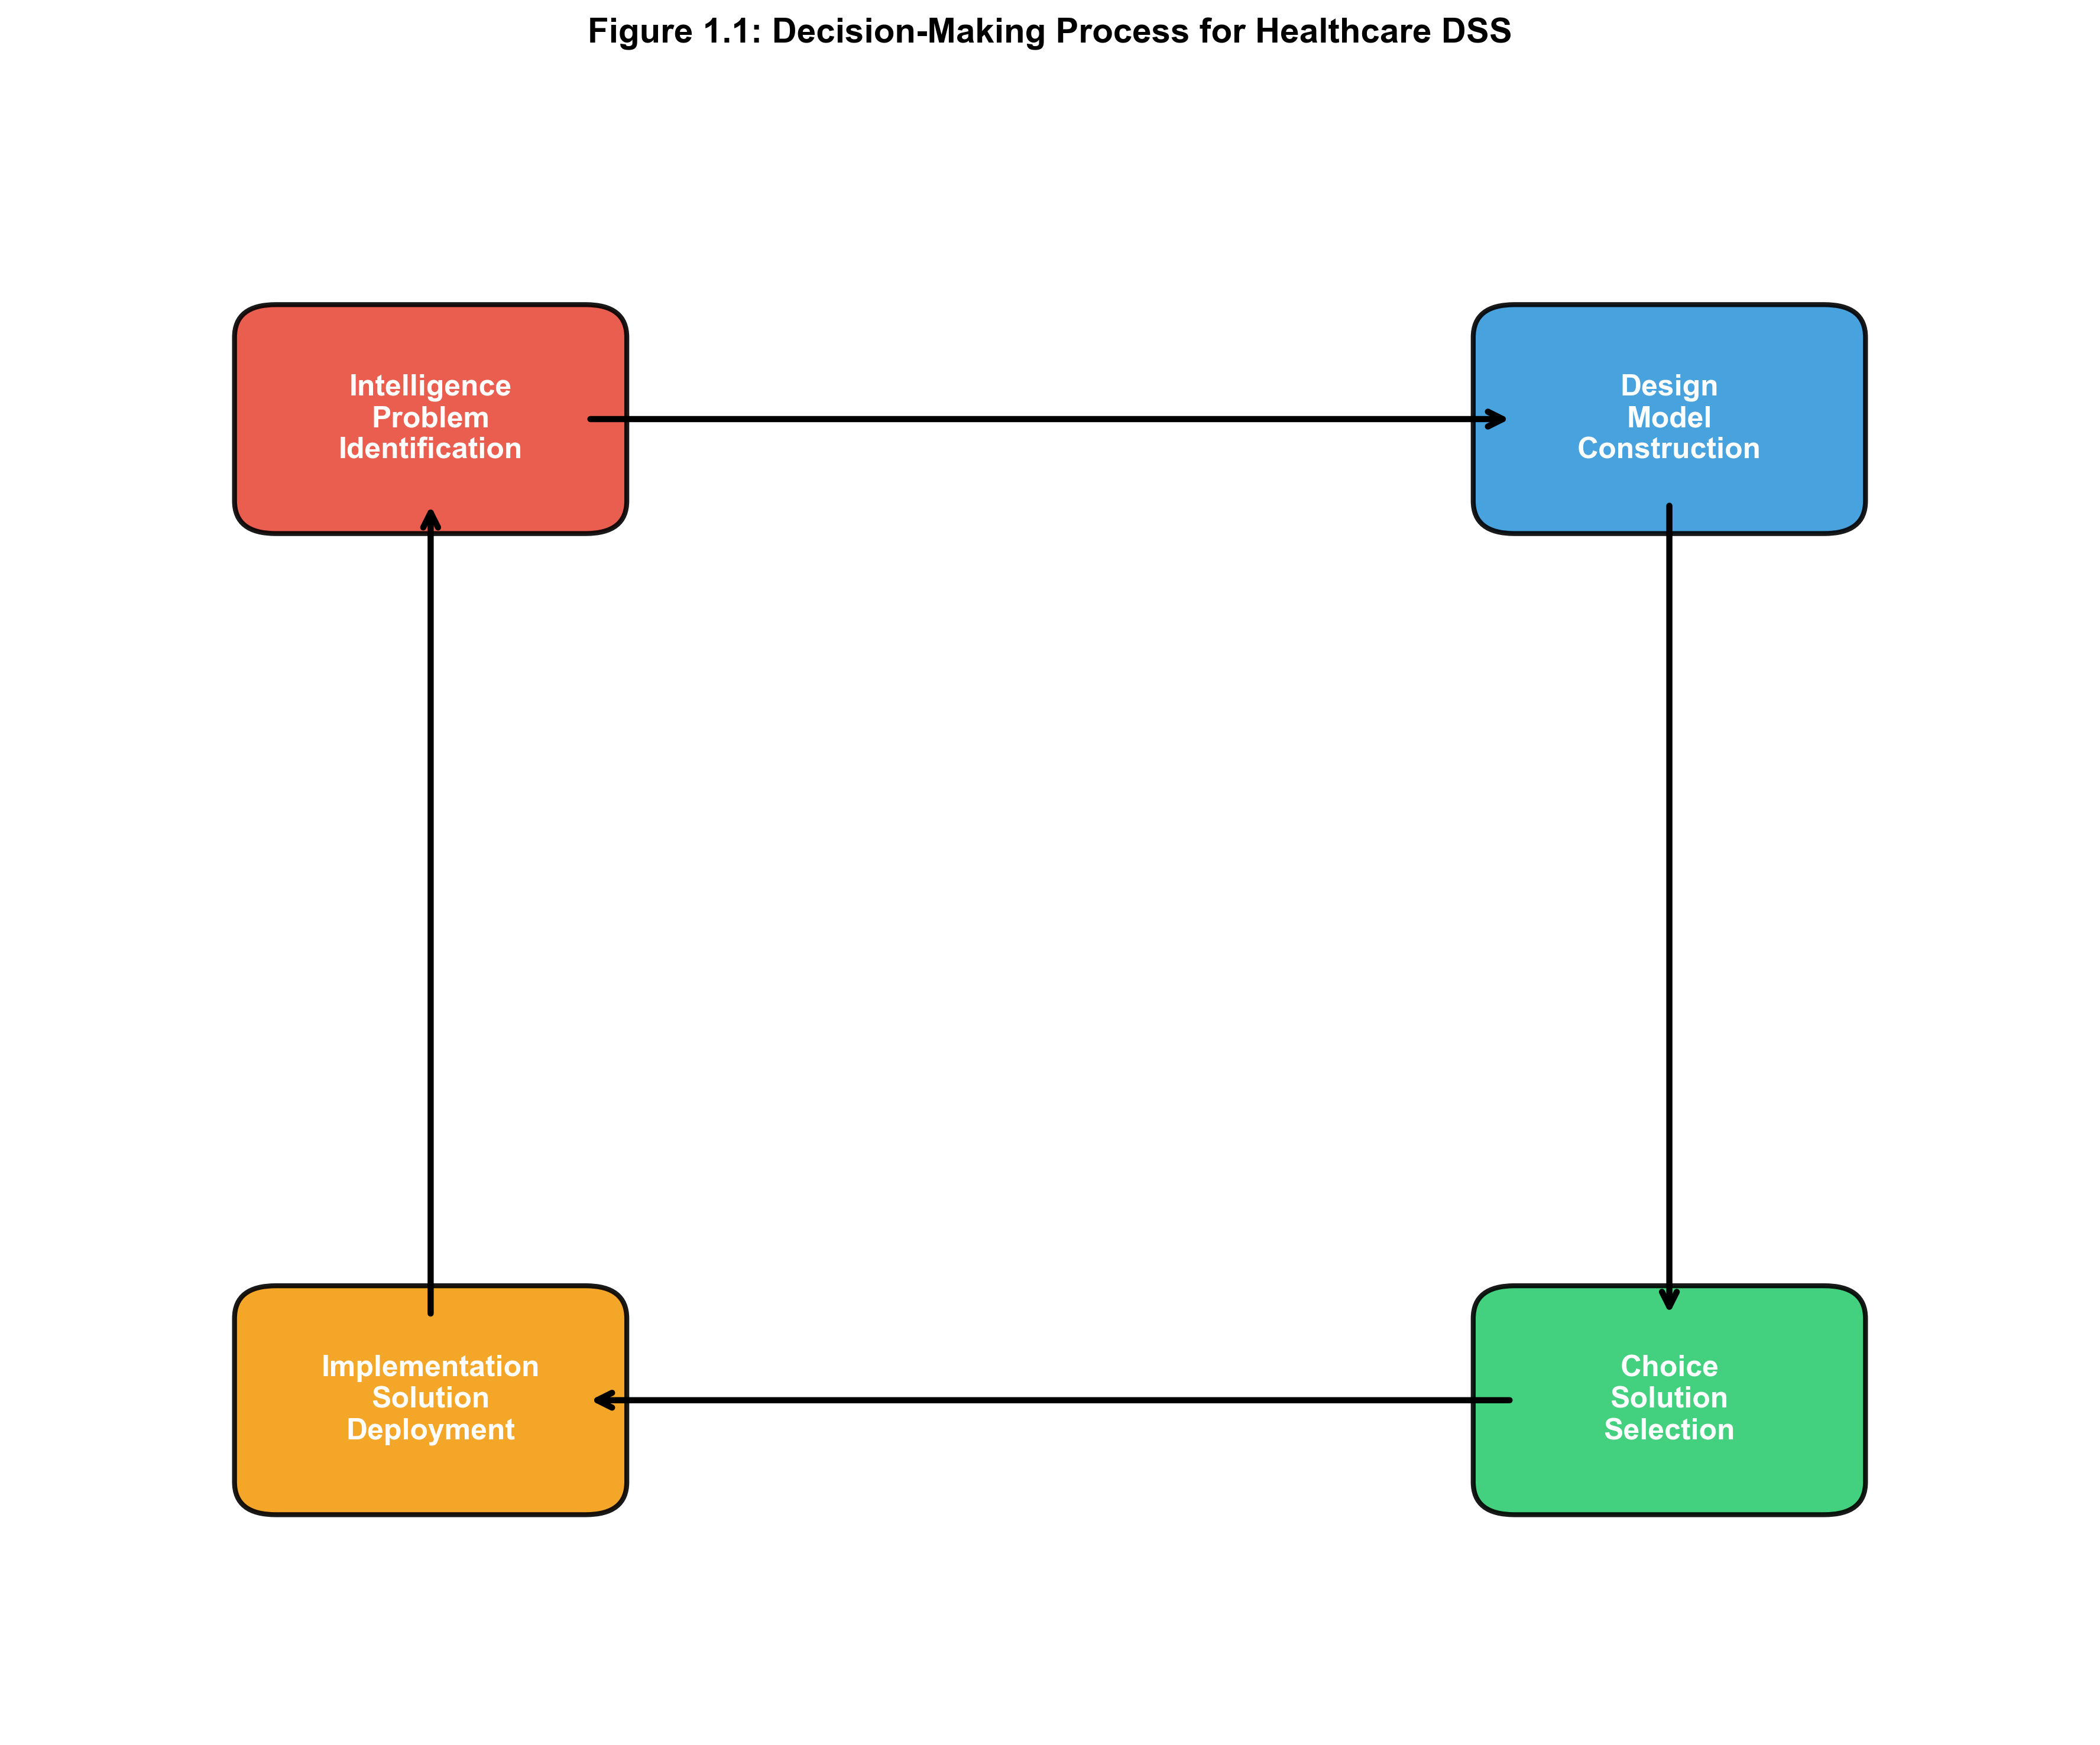 Figure 1.1: Decision-Making Process for Healthcare DSS
Intelligence
Problem
Identification
Design
Model
Construction
Implementation
Solution
Deployment
Choice
Solution
Selection